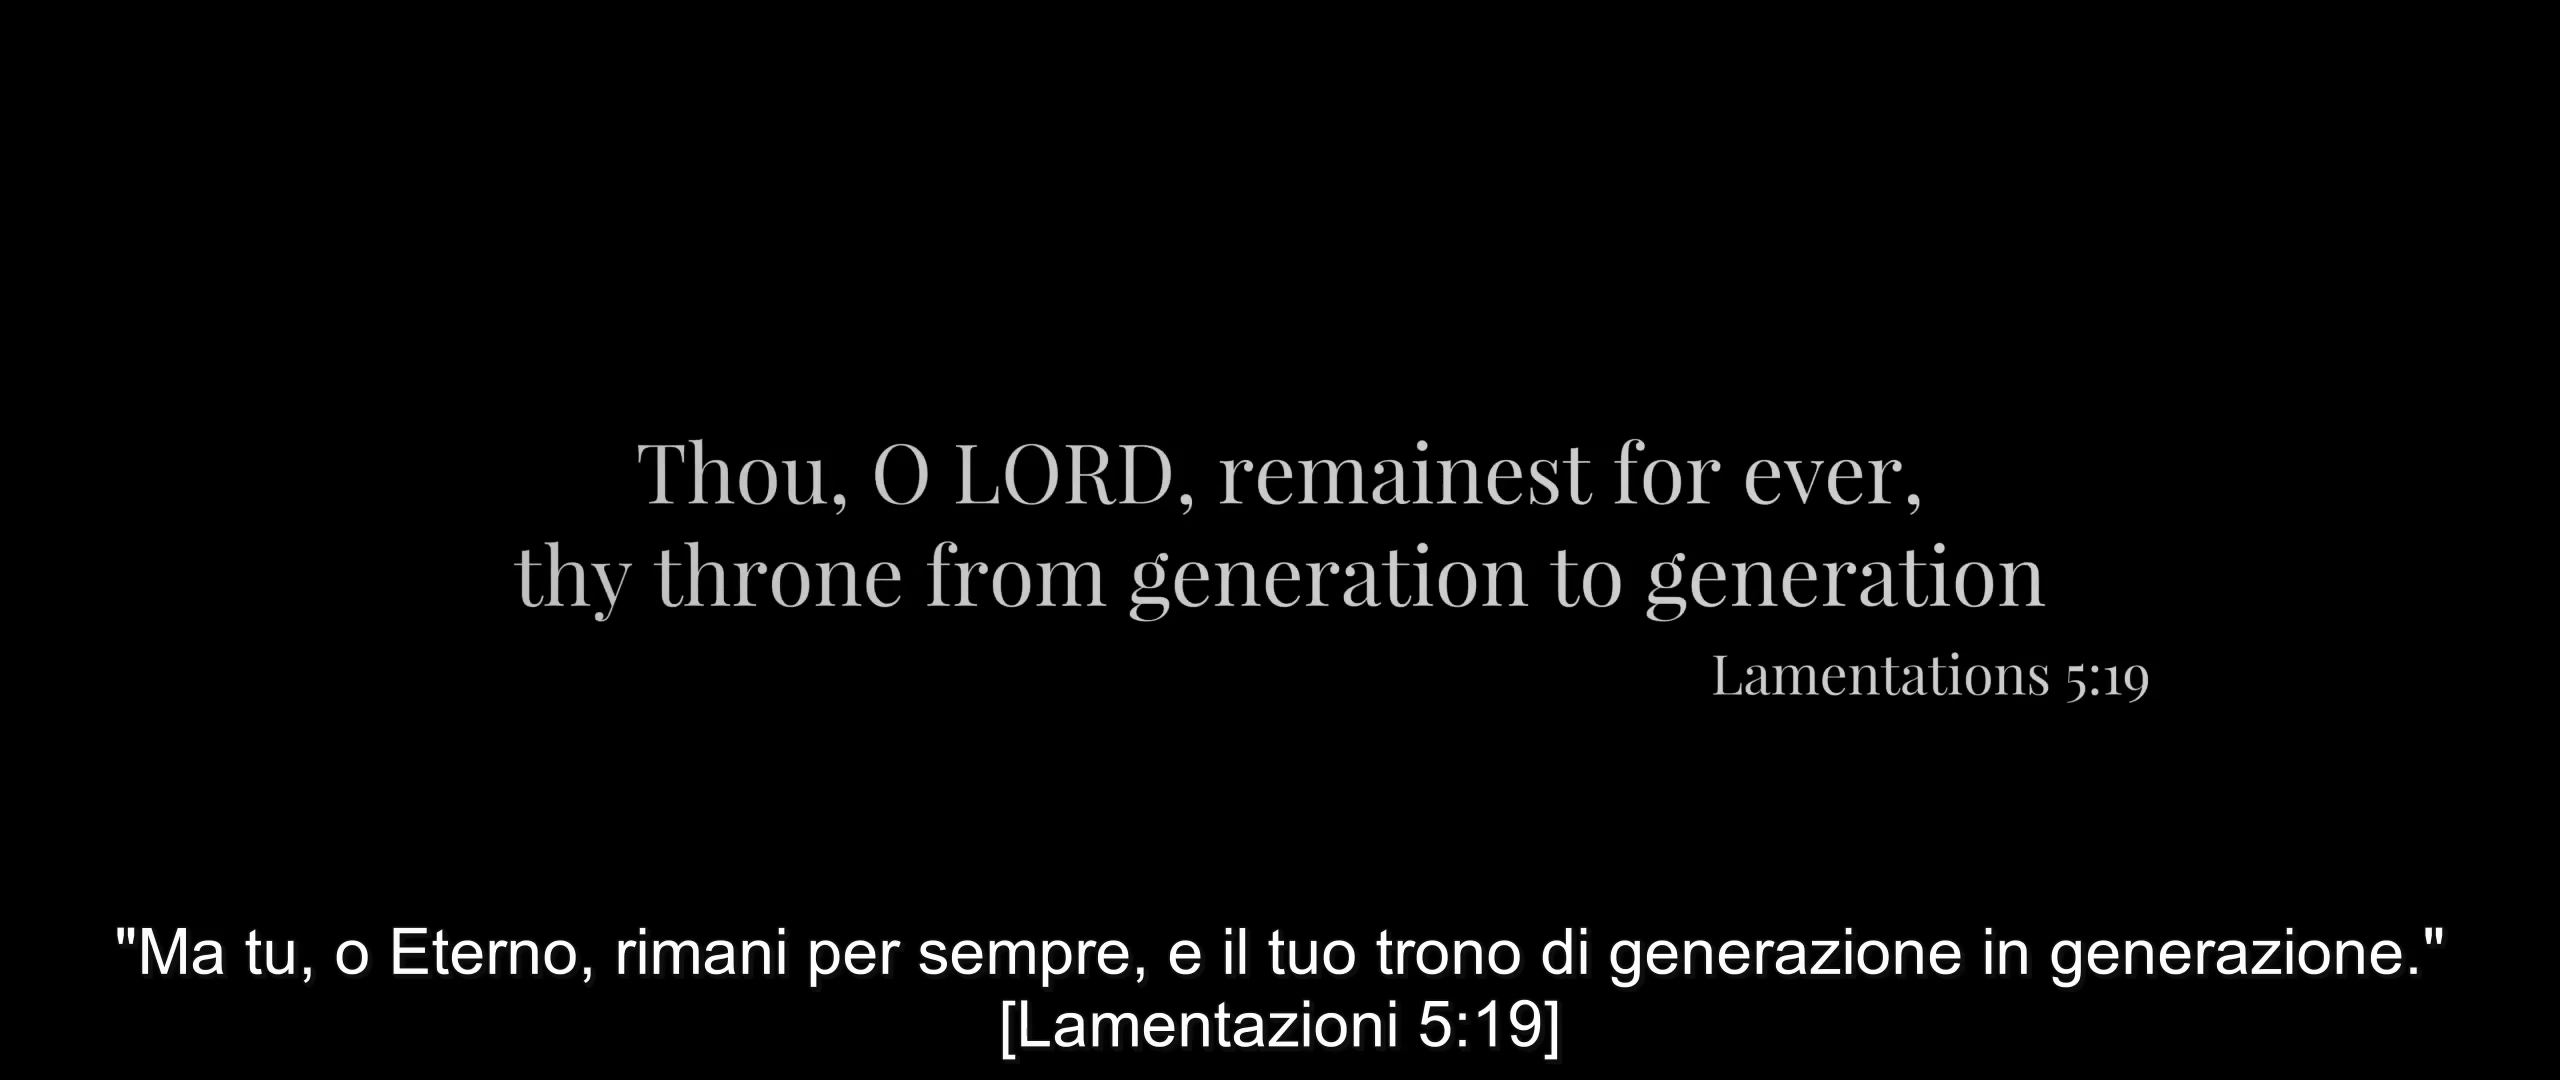 Thou, O LORD, remainest for ever,
thy throne from generation to generation
Lamentations 5:19
"Ma tu, o Eterno, rimani per sempre, e il tuo trono di generazione in generazione."
[Lamentazioni 5:19]